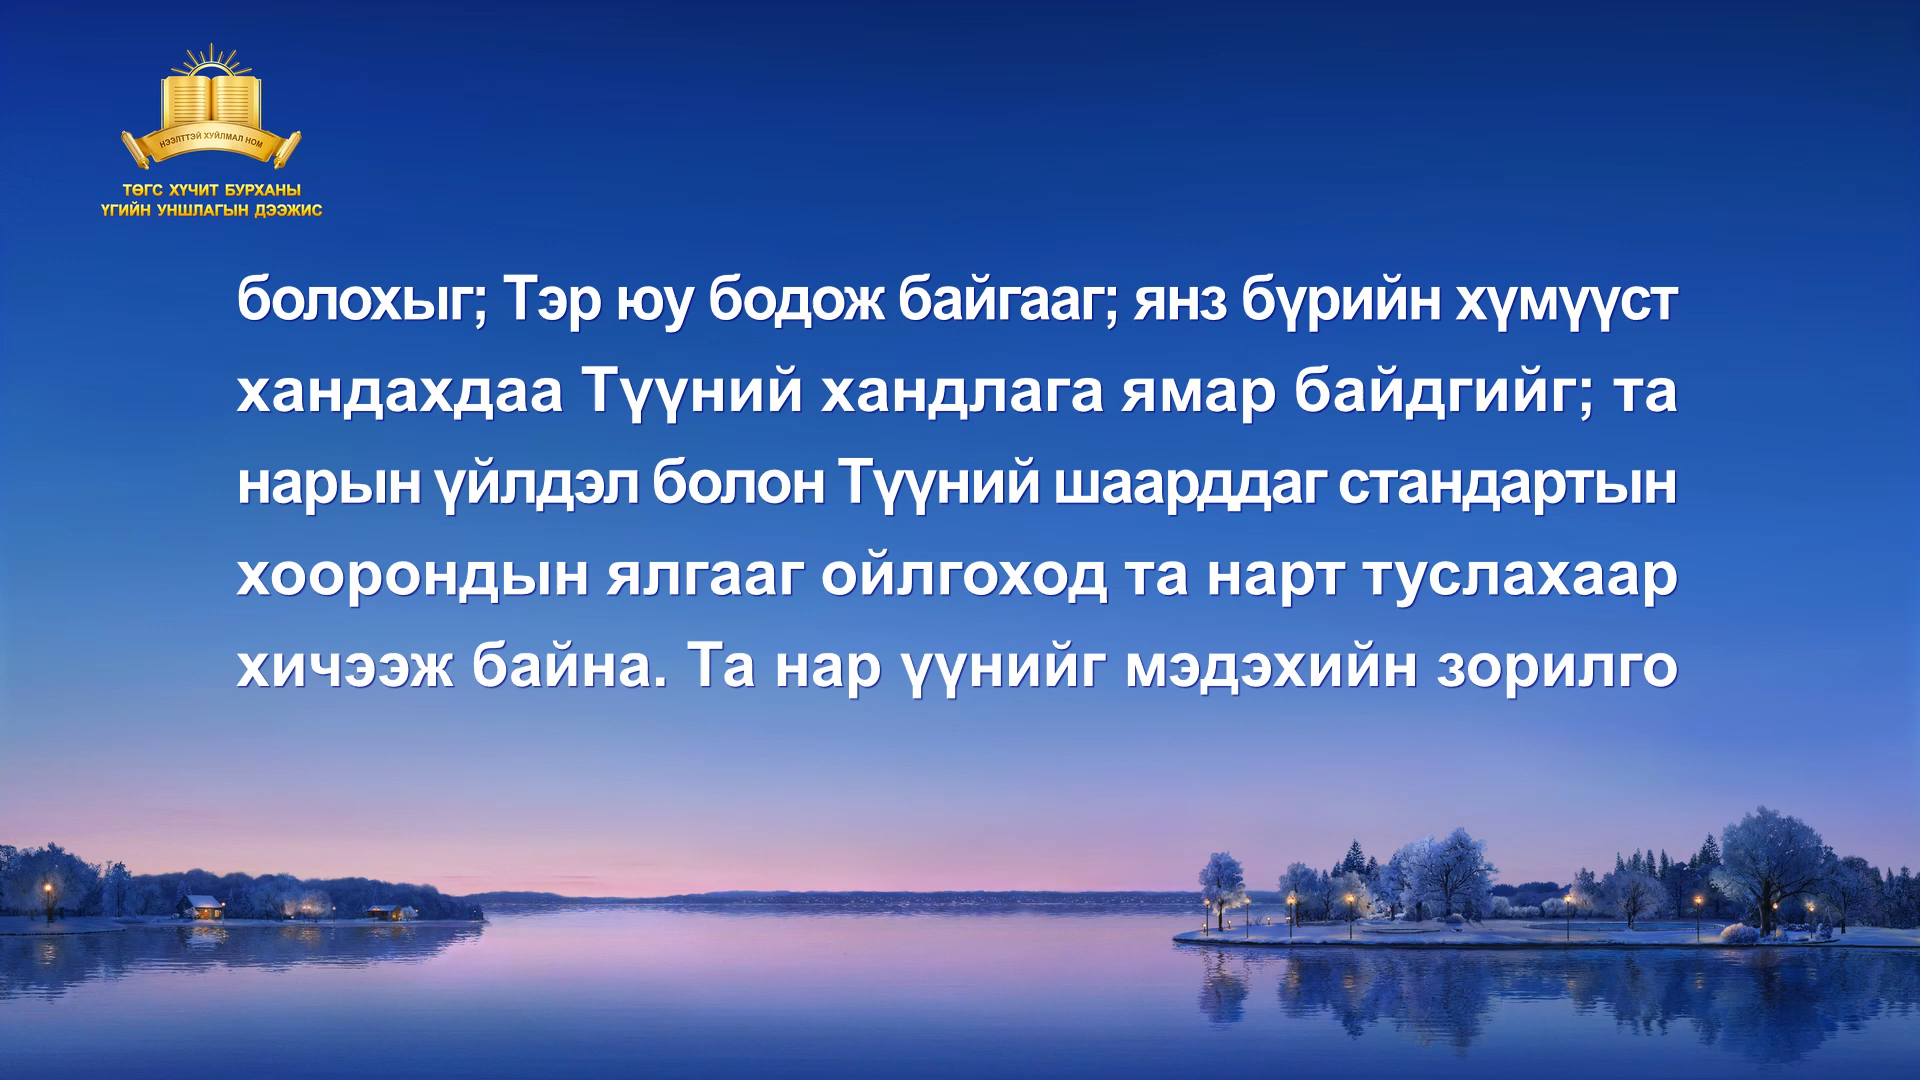 НЭЭЛТТЭЙ ХУЙЛМАЛ НОМ
ТӨГС ХҮЧИТ БУРХАНЫ
ҮГИЙН УНШЛАГЫН ДЭЭЖИС
болохыг; Тэр юу бодож байгааг; янз бүрийн хүмүүст
хандахдаа Түүний хандлага ямар байдгийг; та
нарын үйлдэл болон Түүний шаарддаг стандартын
хоорондын ялгааг ойлгоход та нарт туслахаар
хичээж байна. Та нар үүнийг мэдэхийн зорилго